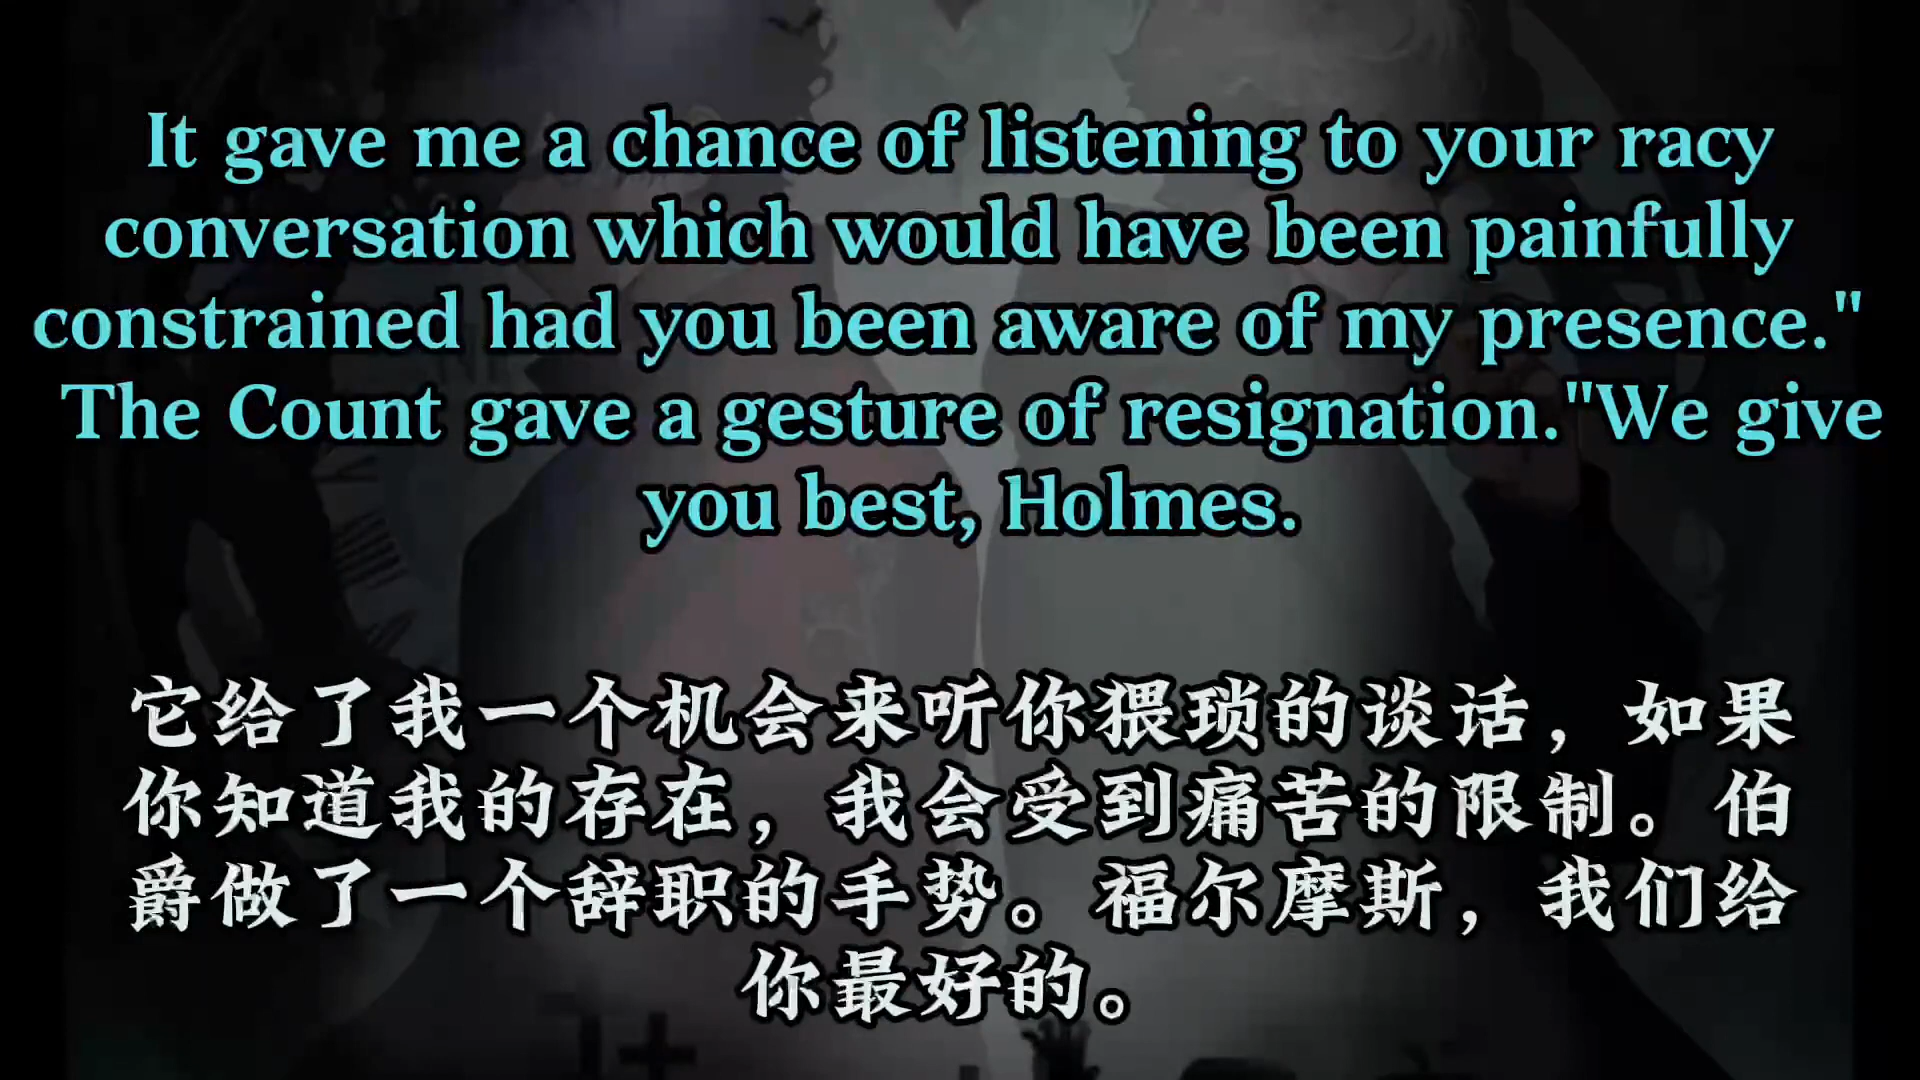 It gave me a chance of listening to your racy
conversation which would have been painfully
constrained had you been aware of my presence."
The Count gave a gesture of resignation."We give
you best, Holmes.
它给了我一个机会来听你猥琐的谈话，如果
你知道我的存在，我会受到痛苦的限制。伯
爵做了一个辞职的手势。福尔摩斯，我们给
你最好的。